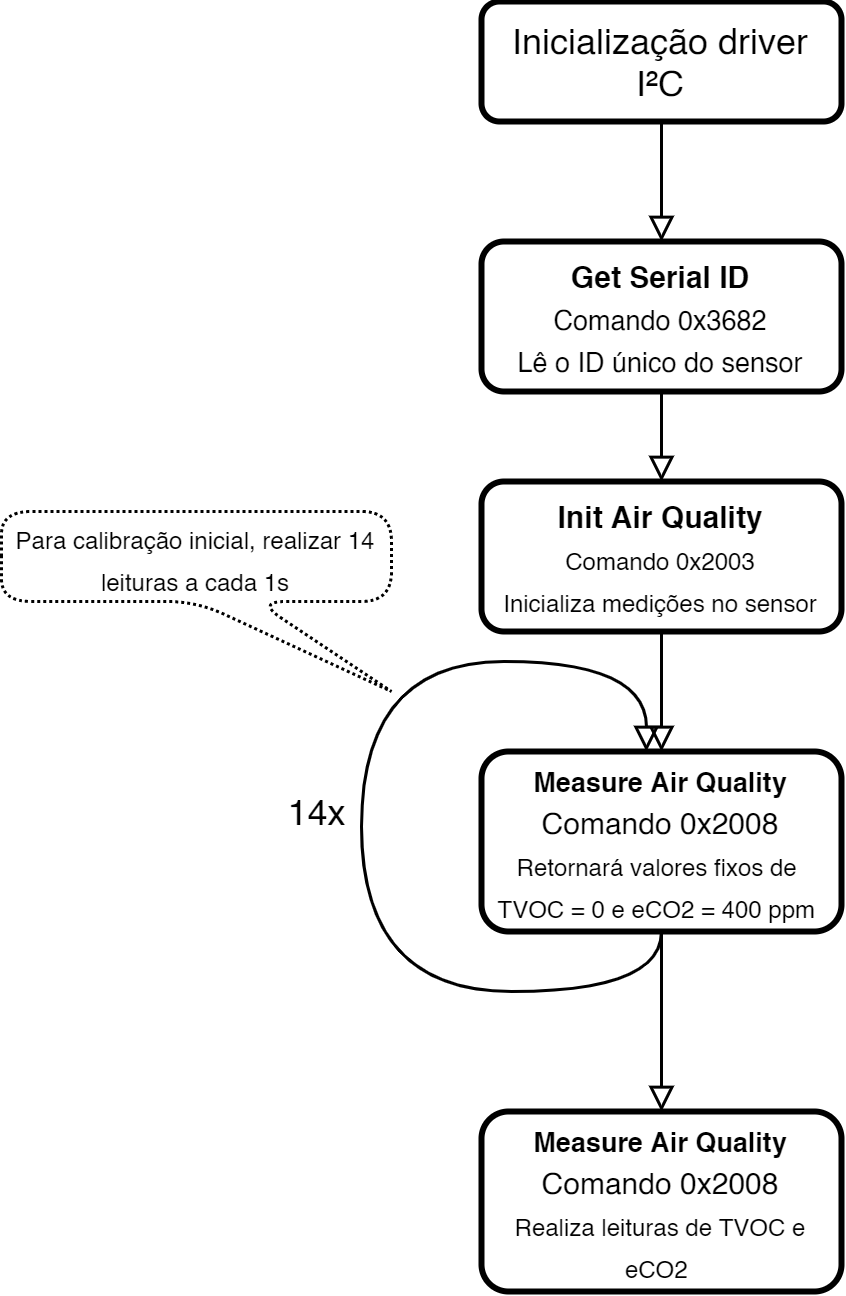 Inicialização driver
I²C
Get Serial ID
Comando 0x3682
Lê o ID único do sensor
Init Air Quality
Comando 0x2003
Inicializa medições no sensor
Para calibração inicial, realizar 14
leituras a cada 1s
14x
Measure Air Quality
Comando 0x2008
Retornará valores fixos de
TVOC = 0 e eCO2 = 400 ppm
Measure Air Quality
Comando 0x2008
Realiza leituras de TVOC e
eCO2